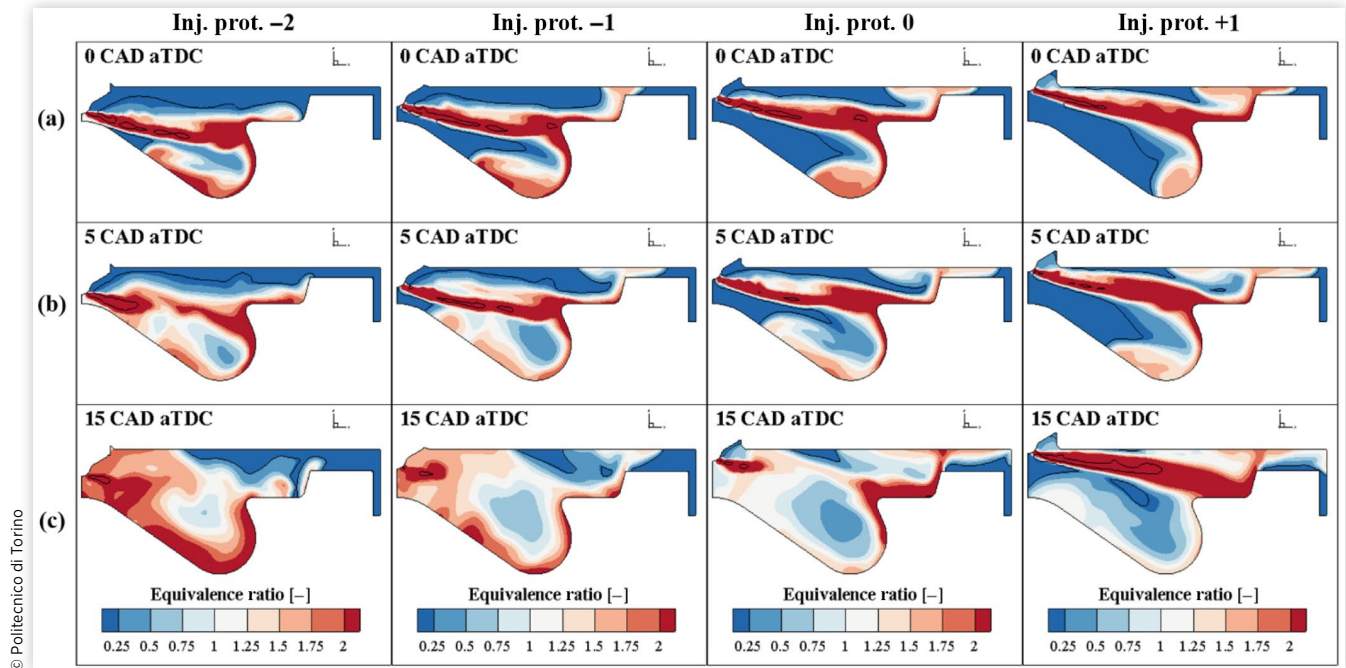 Inj. prot. –2 Inj. prot. –1 Inj. prot. 0 Inj. prot. +1
(a)
0 CAD aTDC 0 CAD aTDC 0 CAD aTDC 0 CAD aTDC
(b)
5 CAD aTDC 5 CAD aTDC 5 CAD aTDC 5 CAD aTDC
(c)
15 CAD aTDC 15 CAD aTDC 15 CAD aTDC 15 CAD aTDC
Equivalence ratio [–] Equivalence ratio [–] Equivalence ratio [–] Equivalence ratio [–]
0.25 0.5 0.75 1 1.25 1.5 1.75 2 0.25 0.5 0.75 1 1.25 1.5 1.75 2 0.25 0.5 0.75 1 1.25 1.5 1.75 2 0.25 0.5 0.75 1 1.25 1.5 1.75 2
© Politecnico di Torino